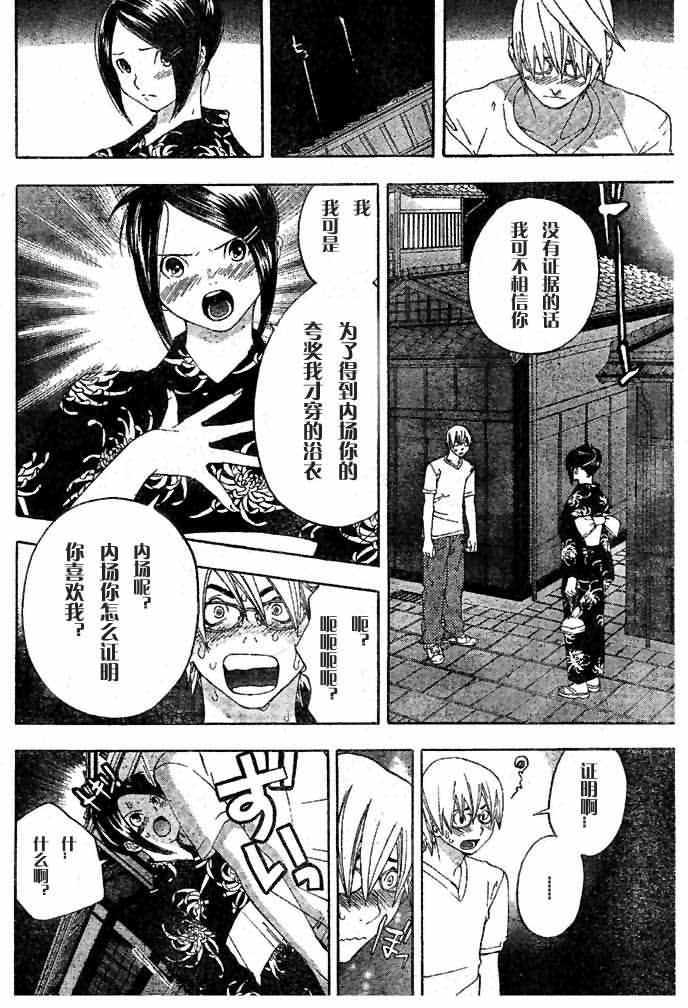 没有证据的话
我可不相信你
我
我可是
为了得到内场你的
夸奖我才穿的浴衣
呃?
呃呃呃呃?
内场呢?
内场你怎么证明
你喜欢我?
证明啊…
……
ずいっ
什…
什么啊?